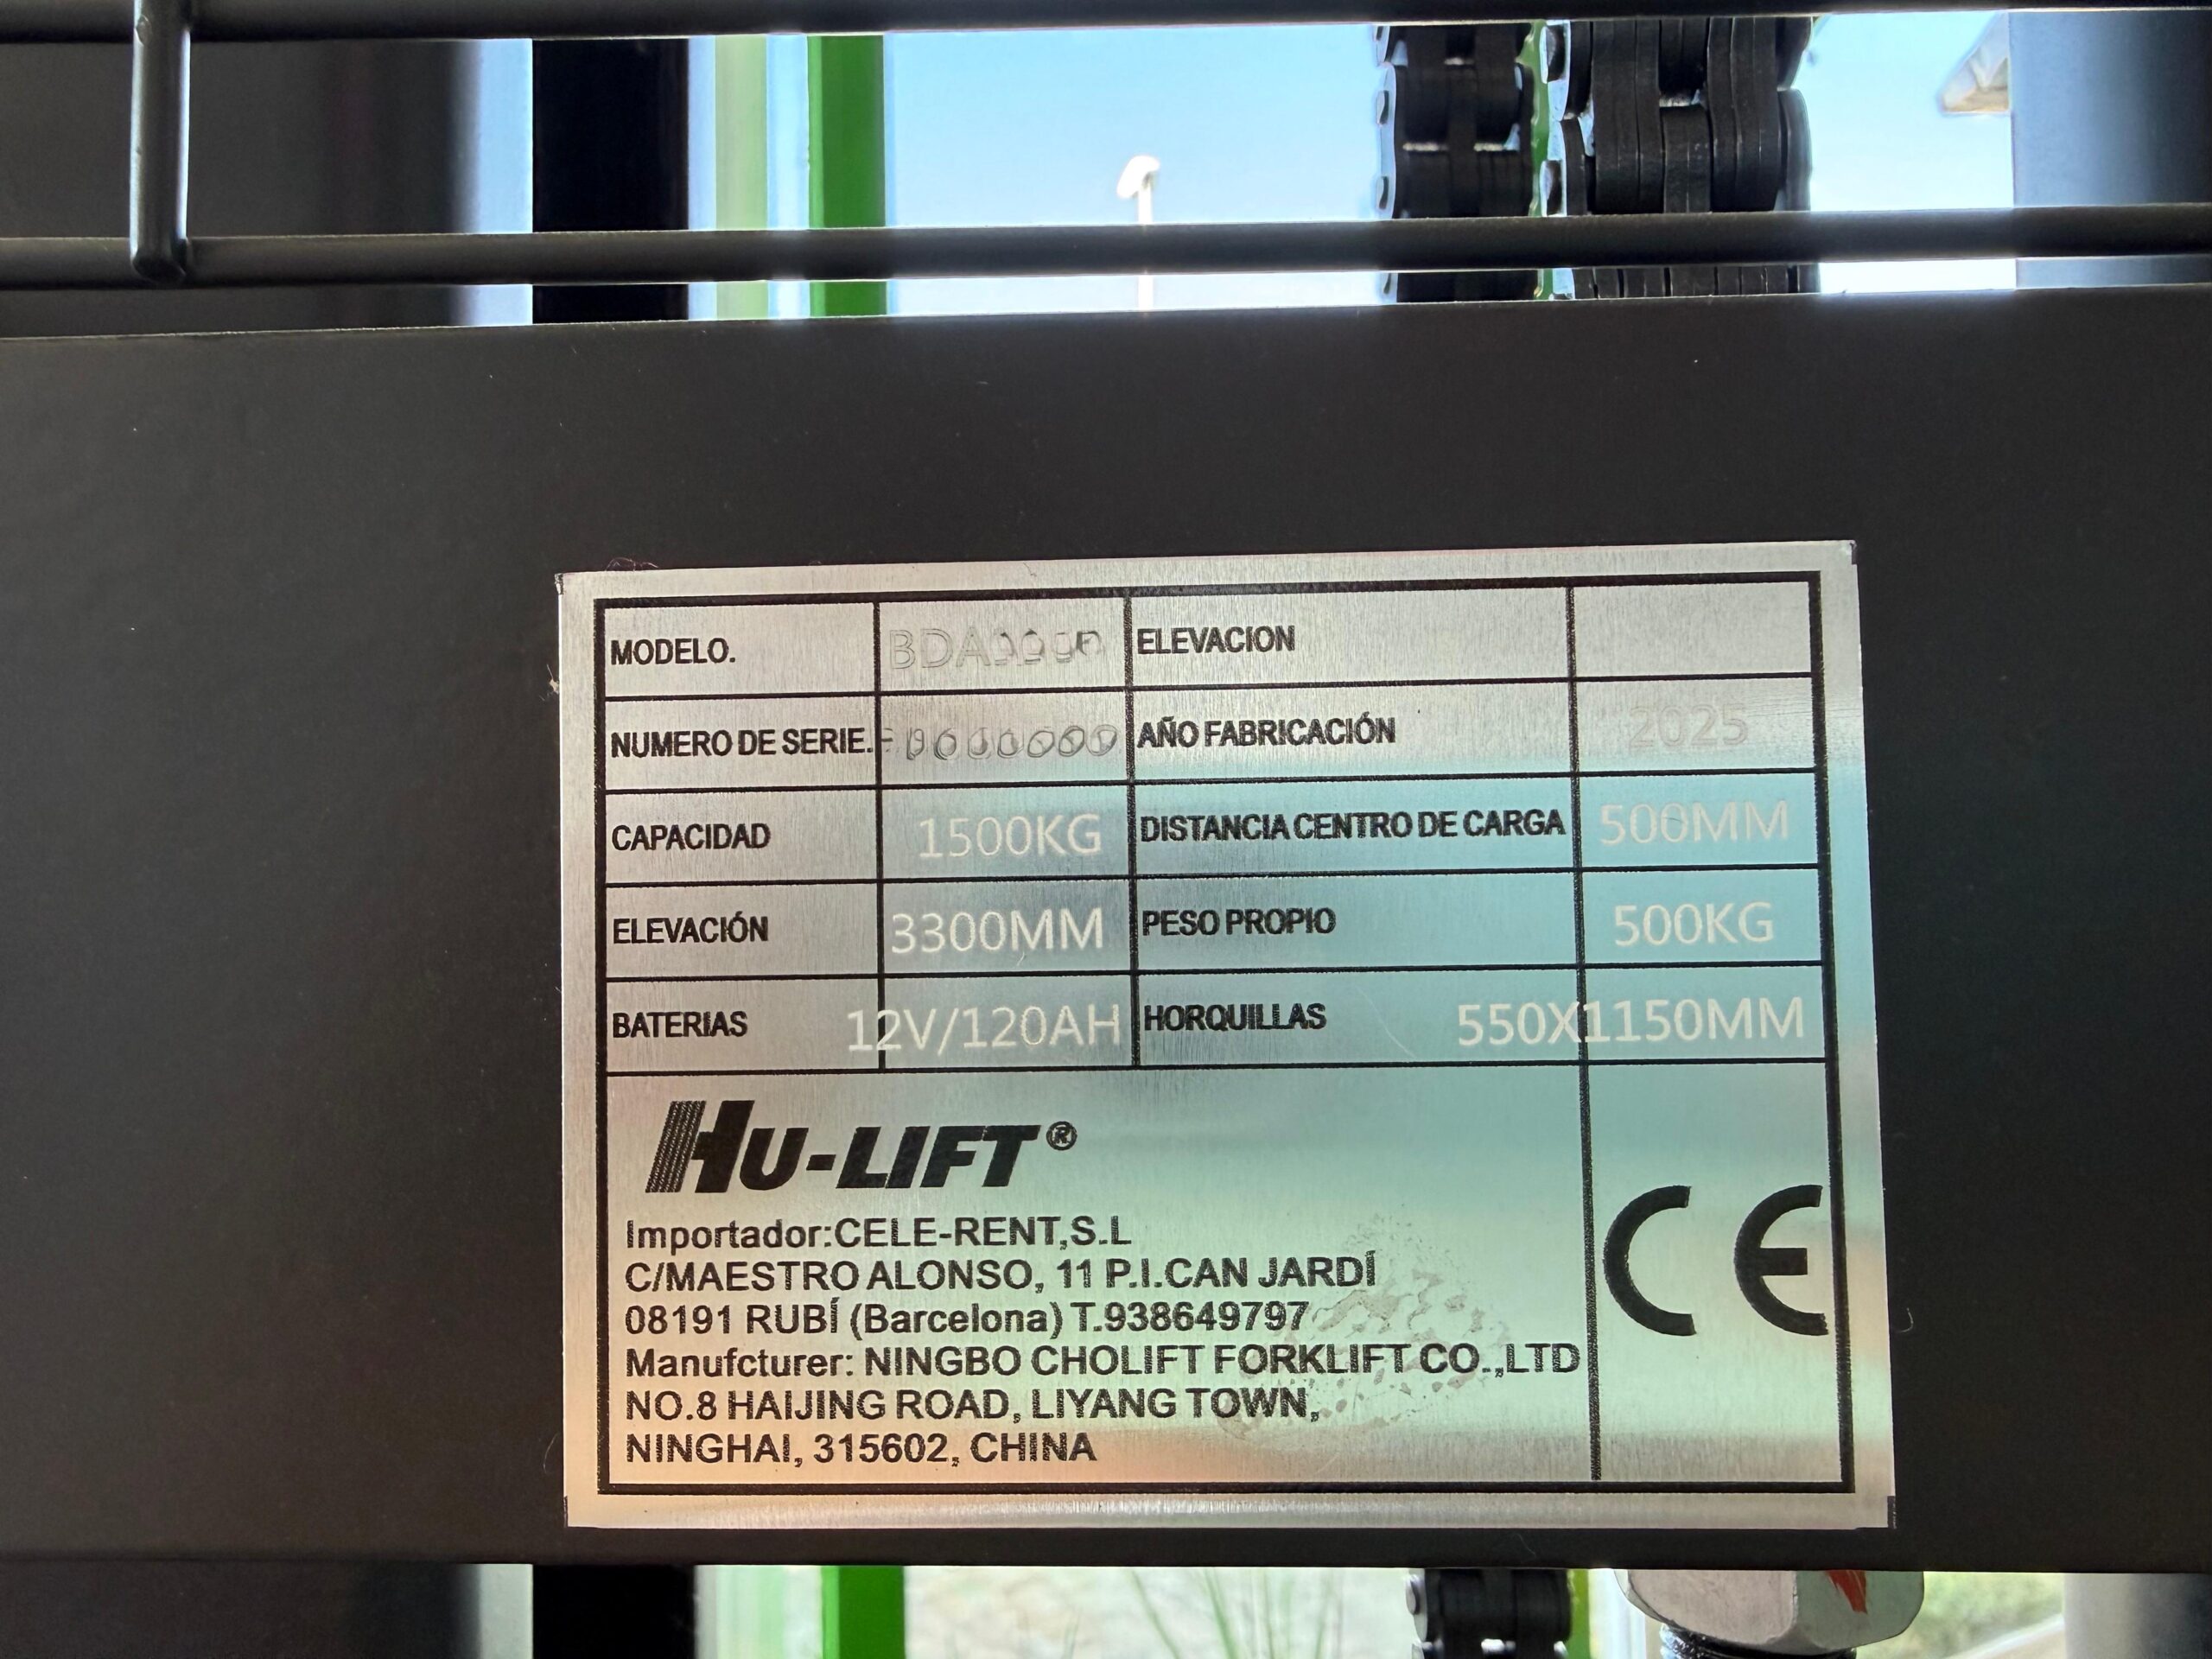 MODELO. ELEVACION
NUMERO DE SERIE. AÑO FABRICACIÓN 2025
CAPACIDAD 1500KG DISTANCIA CENTRO DE CARGA 500MM
ELEVACIÓN 3300MM PESO PROPIO 500KG
BATERIAS 12V/120AH HORQUILLAS 550X1150MM
HU-LIFT®
Importador:CELE-RENT,S.L
C/MAESTRO ALONSO, 11 P.I.CAN JARDÍ
08191 RUBÍ (Barcelona) T.938649797
Manufcturer: NINGBO CHOLIFT FORKLIFT CO.,LTD
NO.8 HAIJING ROAD, LIYANG TOWN,
NINGHAI, 315602, CHINA
CE